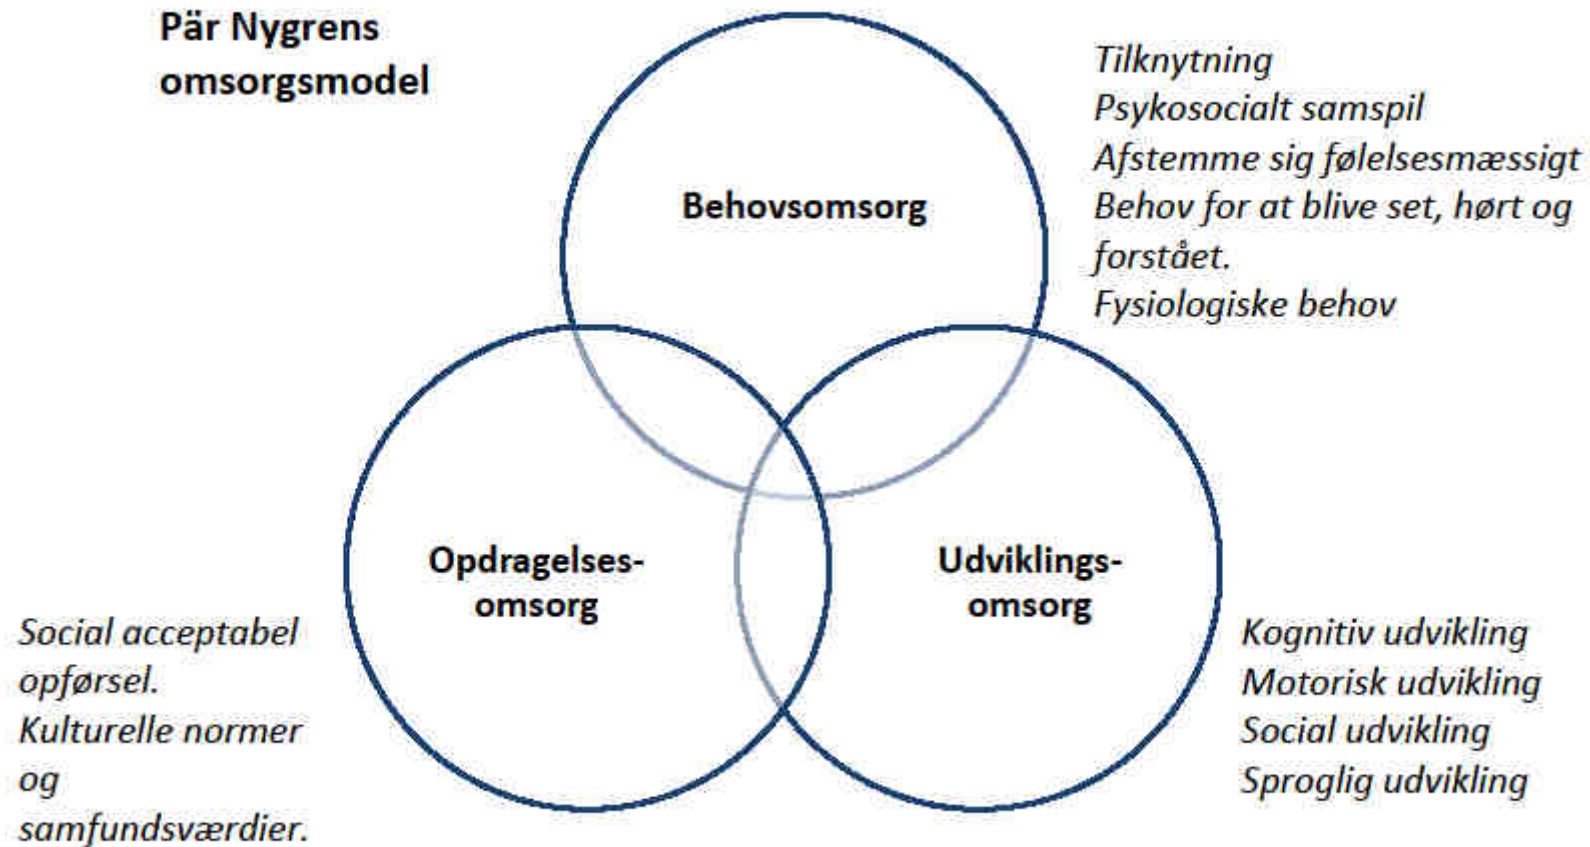 Pär Nygrens
omsorgsmodel
Tilknytning
Psykosocialt samspil
Afstemme sig følelsesmæssigt
Behov for at blive set, hørt og
forstået.
Fysiologiske behov
Behovsomsorg
Opdragelses-
omsorg
Udviklings-
omsorg
Social acceptabel
opførsel.
Kulturelle normer
og
samfundsværdier.
Kognitiv udvikling
Motorisk udvikling
Social udvikling
Sproglig udvikling